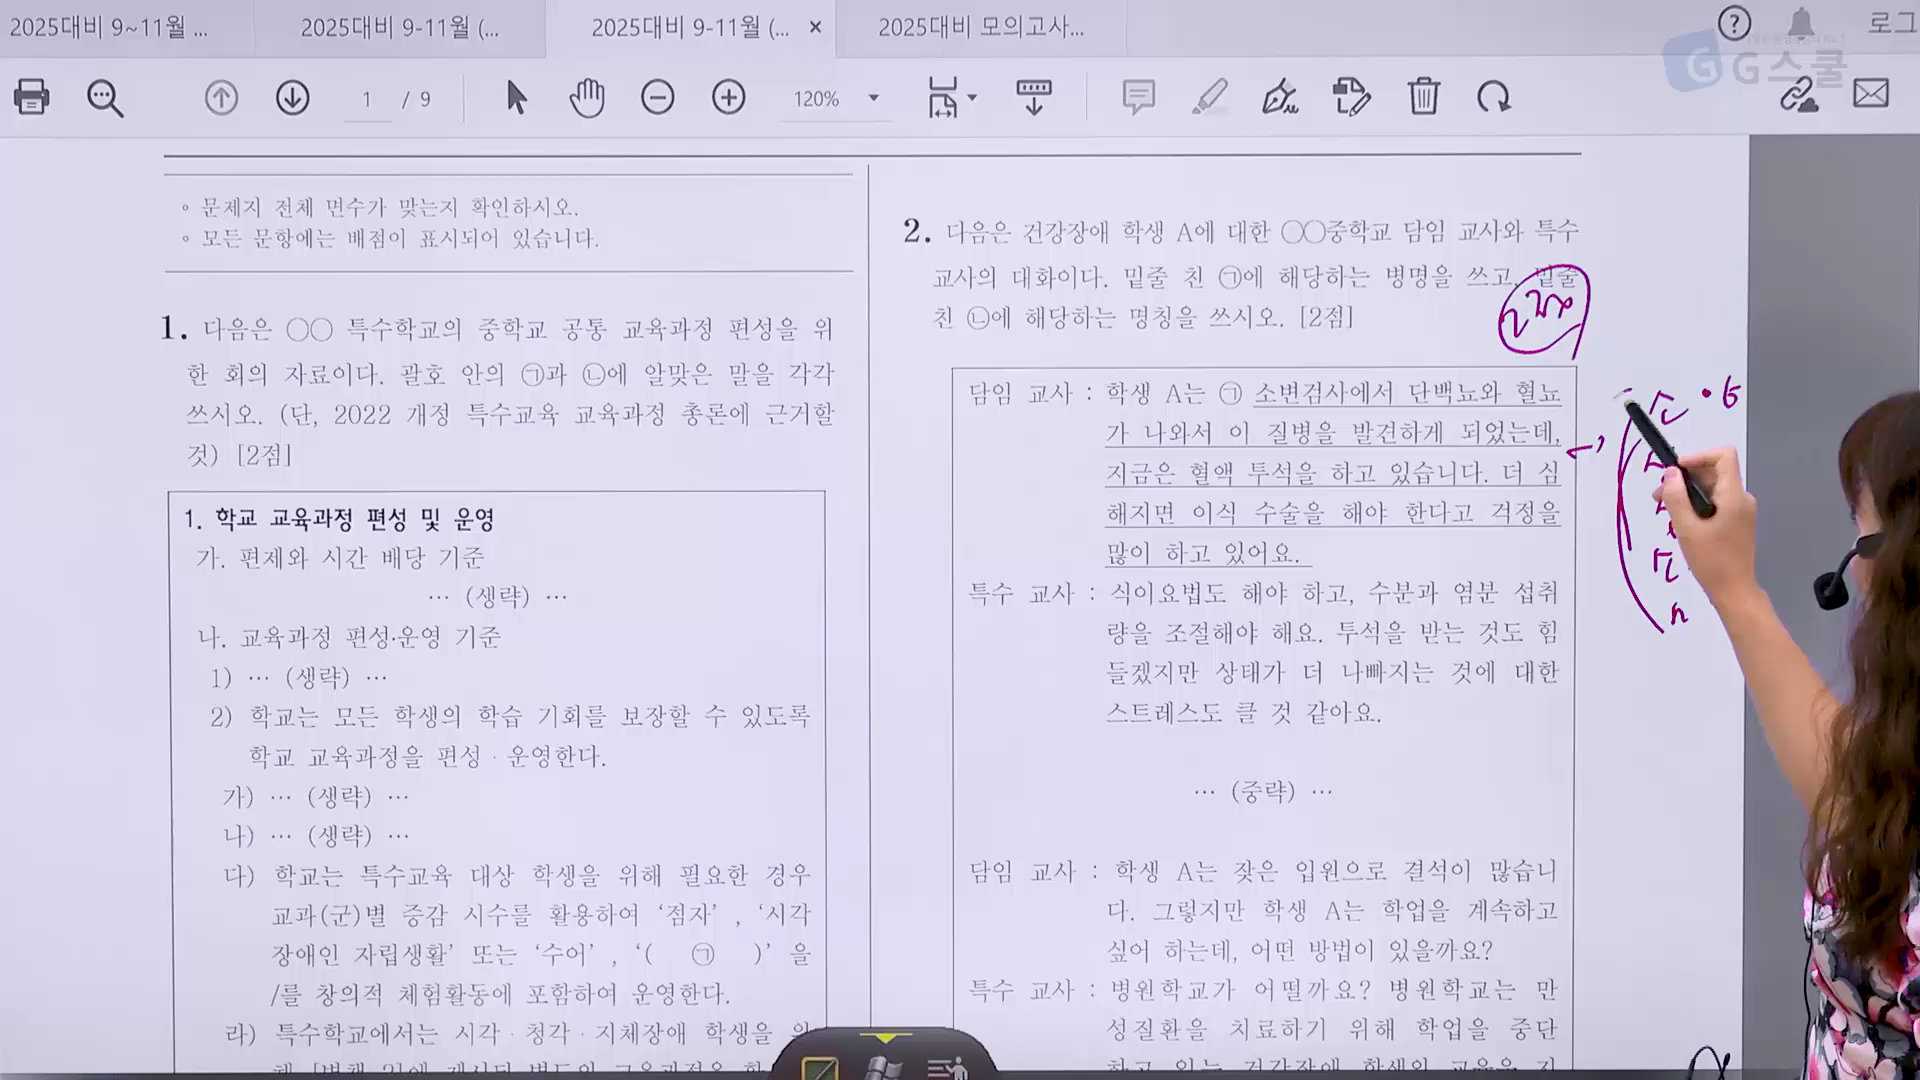 2025대비 9~11월 ...
2025대비 9-11월 (...
2025대비 9-11월 (... ×
2025대비 모의고사...
로그
G스쿨
1 / 9
120%
◦ 문제지 전체 면수가 맞는지 확인하시오.
◦ 모든 문항에는 배점이 표시되어 있습니다.
1. 다음은 ○○ 특수학교의 중학교 공통 교육과정 편성을 위
한 회의 자료이다. 괄호 안의 ㉠과 ㉡에 알맞은 말을 각각
쓰시오. (단, 2022 개정 특수교육 교육과정 총론에 근거할
것) [2점]
1. 학교 교육과정 편성 및 운영
가. 편제와 시간 배당 기준
… (생략) …
나. 교육과정 편성·운영 기준
1) … (생략) …
2) 학교는 모든 학생의 학습 기회를 보장할 수 있도록
학교 교육과정을 편성·운영한다.
가) … (생략) …
나) … (생략) …
다) 학교는 특수교육 대상 학생을 위해 필요한 경우
교과(군)별 증감 시수를 활용하여 ‘점자’, ‘시각
장애인 자립생활’ 또는 ‘수어’, ‘( ㉠ )’을
/를 창의적 체험활동에 포함하여 운영한다.
라) 특수학교에서는 시각·청각·지체장애 학생을 위
2. 다음은 건강장애 학생 A에 대한 ○○중학교 담임 교사와 특수
교사의 대화이다. 밑줄 친 ㉠에 해당하는 병명을 쓰고, 밑줄
친 ㉡에 해당하는 명칭을 쓰시오. [2점]
담임 교사 : 학생 A는 ㉠ 소변검사에서 단백뇨와 혈뇨
가 나와서 이 질병을 발견하게 되었는데,
지금은 혈액 투석을 하고 있습니다. 더 심
해지면 이식 수술을 해야 한다고 걱정을
많이 하고 있어요.
특수 교사 : 식이요법도 해야 하고, 수분과 염분 섭취
량을 조절해야 해요. 투석을 받는 것도 힘
들겠지만 상태가 더 나빠지는 것에 대한
스트레스도 클 것 같아요.
… (중략) …
담임 교사 : 학생 A는 잦은 입원으로 결석이 많습니
다. 그렇지만 학생 A는 학업을 계속하고
싶어 하는데, 어떤 방법이 있을까요?
특수 교사 : 병원학교가 어떨까요? 병원학교는 만
성질환을 치료하기 위해 학업을 중단